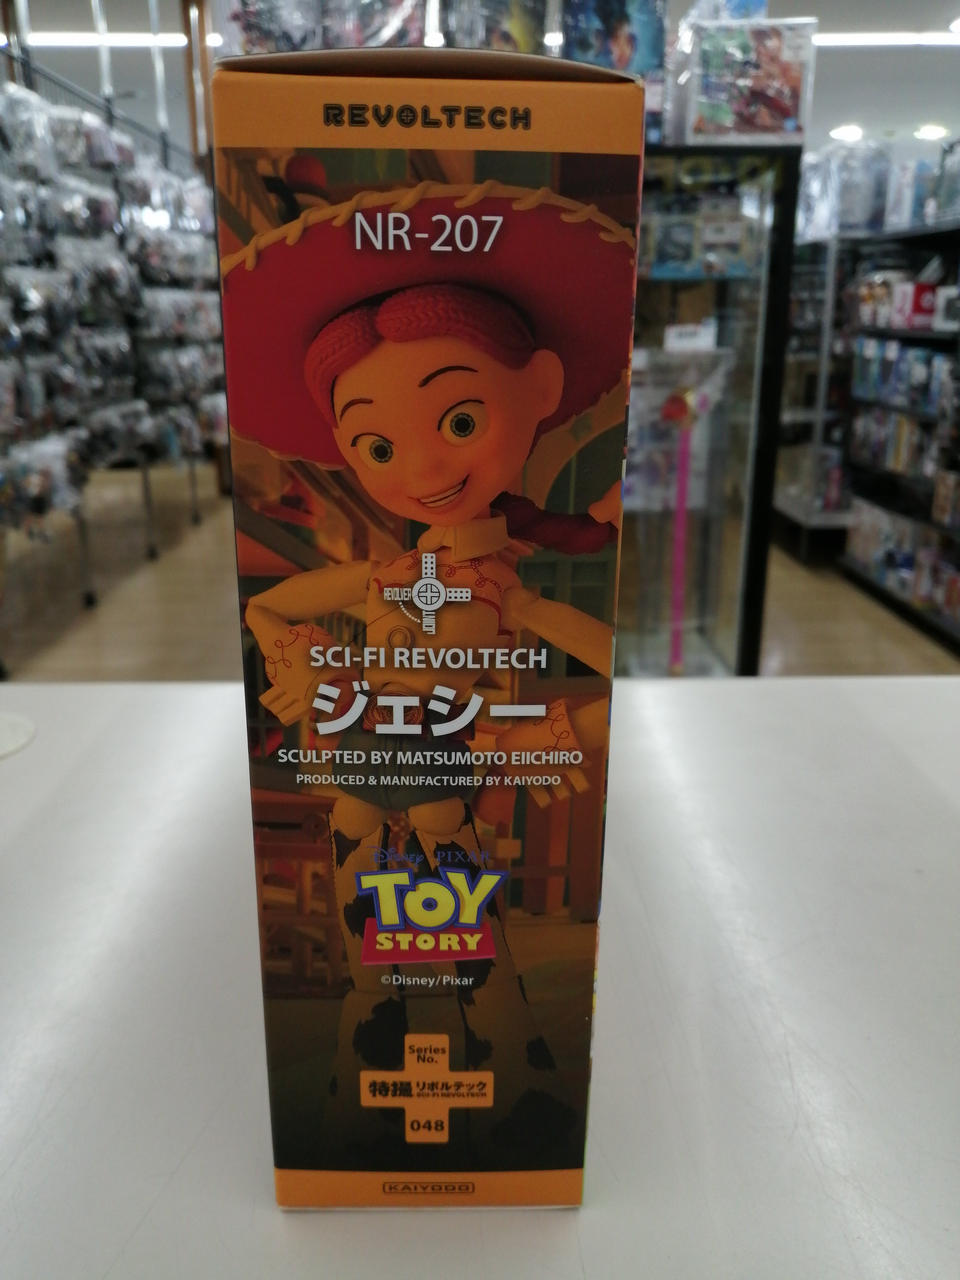 REVOLTECH
NR-207
REVOLVER
JOINT
SCI-FI REVOLTECH
ジェシー
SCULPTED BY MATSUMOTO EIICHIRO
PRODUCED & MANUFACTURED BY KAIYODO
Disney PIXAR
TOY
STORY
©Disney/Pixar
Series
No.
特撮 リボルテック
SCI-FI REVOLTECH
048
KAIYODO